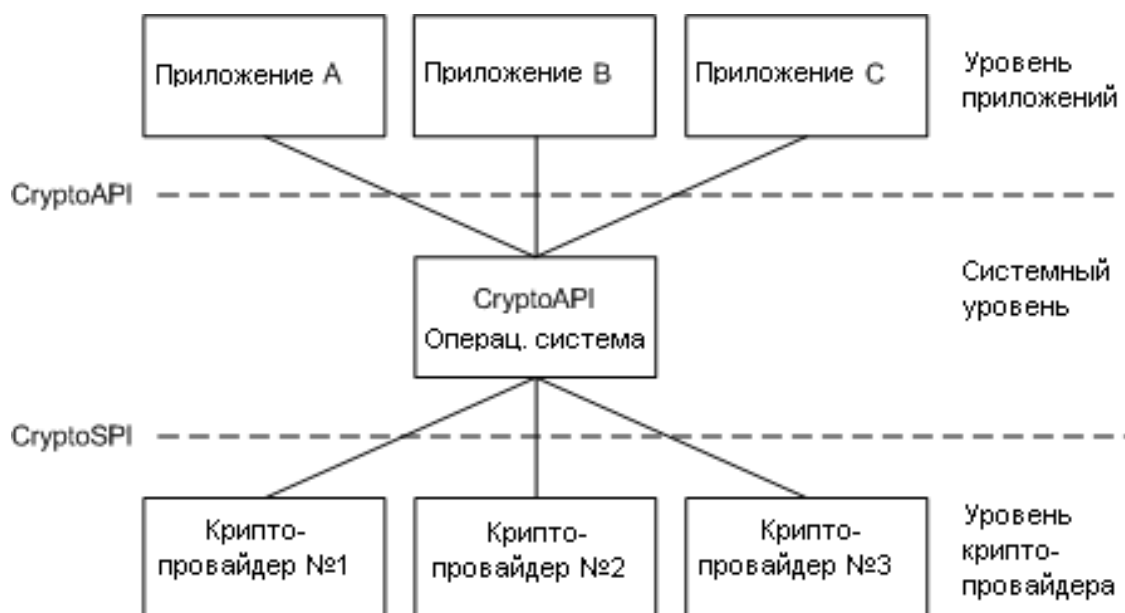 Приложение A
Приложение B
Приложение C
Уровень
приложений
CryptoAPI
CryptoAPI
Операц. система
Системный
уровень
CryptoSPI
Крипто-
провайдер №1
Крипто-
провайдер №2
Крипто-
провайдер №3
Уровень
крипто-
провайдера